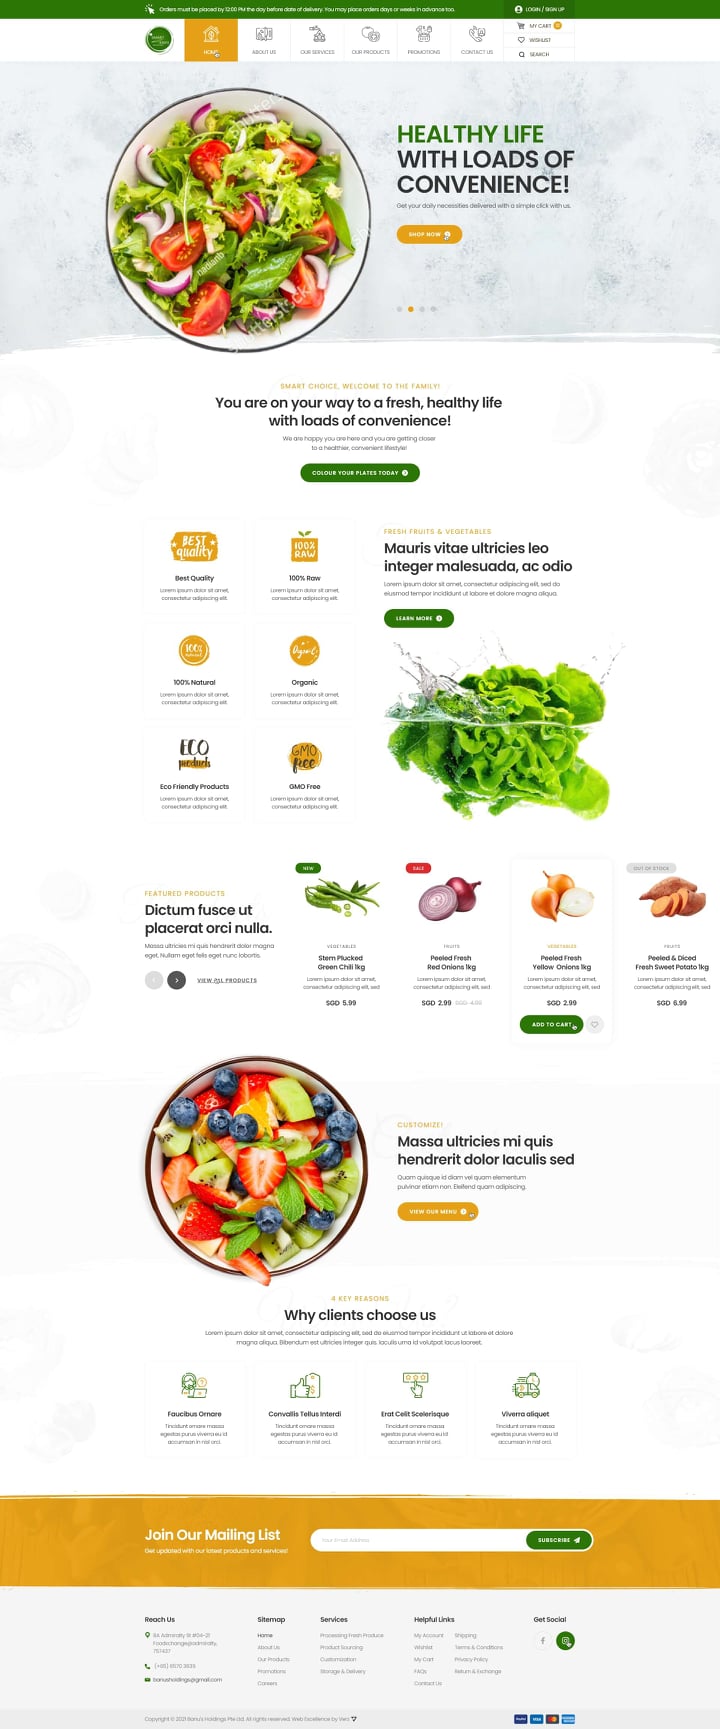 Orders must be placed by 12:00 PM the day before date of delivery. You may place orders days or weeks in advance too.
LOGIN / SIGN UP
HOME
ABOUT US
OUR SERVICES
OUR PRODUCTS
PROMOTIONS
CONTACT US
MY CART
WISHLIST
SEARCH
HEALTHY LIFE
WITH LOADS OF
CONVENIENCE!
Get your daily necessities delivered with a simple click with us.
SHOP NOW
SMART CHOICE, WELCOME TO THE FAMILY!
You are on your way to a fresh, healthy life
with loads of convenience!
We are happy you are here and you are getting closer
to a healthier, convenient lifestyle!
COLOUR YOUR PLATES TODAY
BEST
quality
Best Quality
Lorem ipsum dolor sit amet,
consectetur adipiscing elit.
100%
RAW
100% Raw
Lorem ipsum dolor sit amet,
consectetur adipiscing elit.
100%
natural
100% Natural
Lorem ipsum dolor sit amet,
consectetur adipiscing elit.
Organic
Organic
Lorem ipsum dolor sit amet,
consectetur adipiscing elit.
ECO
products
Eco Friendly Products
Lorem ipsum dolor sit amet,
consectetur adipiscing elit.
GMO
free
GMO Free
Lorem ipsum dolor sit amet,
consectetur adipiscing elit.
FRESH FRUITS & VEGETABLES
Mauris vitae ultricies leo
integer malesuada, ac odio
Lorem ipsum dolor sit amet, consectetur adipiscing elit, sed do
eiusmod tempor incididunt ut labore et dolore magna aliqua.
LEARN MORE
FEATURED PRODUCTS
Dictum fusce ut
placerat orci nulla.
Massa ultricies mi quis hendrerit dolor magna
eget. Nullam eget felis eget nunc lobortis.
VIEW ALL PRODUCTS
NEW
VEGETABLES
Stem Plucked
Green Chili 1kg
Lorem ipsum dolor sit amet,
consectetur adipiscing elit, sed
SGD 5.99
SALE
FRUITS
Peeled Fresh
Red Onions 1kg
Lorem ipsum dolor sit amet,
consectetur adipiscing elit, sed
SGD 2.99 SGD 4.99
VEGETABLES
Peeled Fresh
Yellow Onions 1kg
Lorem ipsum dolor sit amet,
consectetur adipiscing elit, sed
SGD 2.99
ADD TO CART
OUT OF STOCK
FRUITS
Peeled & Diced
Fresh Sweet Potato 1kg
Lorem ipsum dolor sit amet,
consectetur adipiscing elit, sed
SGD 6.99
CUSTOMIZE!
Massa ultricies mi quis
hendrerit dolor Iaculis sed
Quam quisque id diam vel quam elementum
pulvinar etiam non. Eleifend quam adipiscing.
VIEW OUR MENU
4 KEY REASONS
Why clients choose us
Lorem ipsum dolor sit amet, consectetur adipiscing elit, sed do eiusmod tempor incididunt ut labore et dolore
magna aliqua. Bibendum est ultricies integer quis. Iaculis urna id volutpat lacus laoreet.
Faucibus Ornare
Tincidunt ornare massa
egestas purus viverra eu id
accumsan in nisl orci.
Convallis Tellus Interdi
Tincidunt ornare massa
egestas purus viverra eu id
accumsan in nisl orci.
Erat Celit Scelerisque
Tincidunt ornare massa
egestas purus viverra eu id
accumsan in nisl orci.
Viverra aliquet
Tincidunt ornare massa
egestas purus viverra eu id
accumsan in nisl orci.
Join Our Mailing List
Get updated with our latest products and services!
Your Email Address
SUBSCRIBE
Reach Us
8A Admiralty St #04-21
Foodxchange@admiralty,
757437
(+65) 6570 3639
banusholdings@gmail.com
Sitemap
Home
About Us
Our Products
Promotions
Careers
Services
Processing Fresh Produce
Product Sourcing
Customization
Storage & Delivery
Helpful Links
My Account
Wishlist
My Cart
FAQs
Contact Us
Shipping
Terms & Conditions
Privacy Policy
Return & Exchange
Get Social
Copyright © 2021 Banu's Holdings Pte Ltd. All rights reserved. Web Excellence by Verz
PayPal
VISA